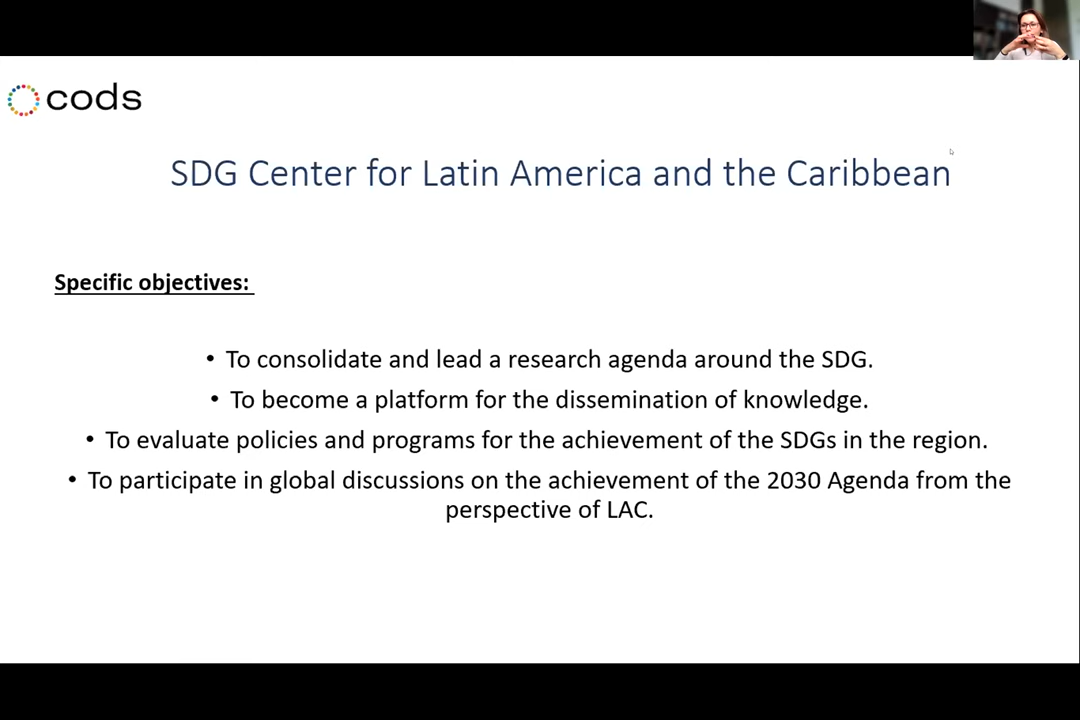 cods
SDG Center for Latin America and the Caribbean
Specific objectives:
• To consolidate and lead a research agenda around the SDG.
• To become a platform for the dissemination of knowledge.
• To evaluate policies and programs for the achievement of the SDGs in the region.
• To participate in global discussions on the achievement of the 2030 Agenda from the
perspective of LAC.